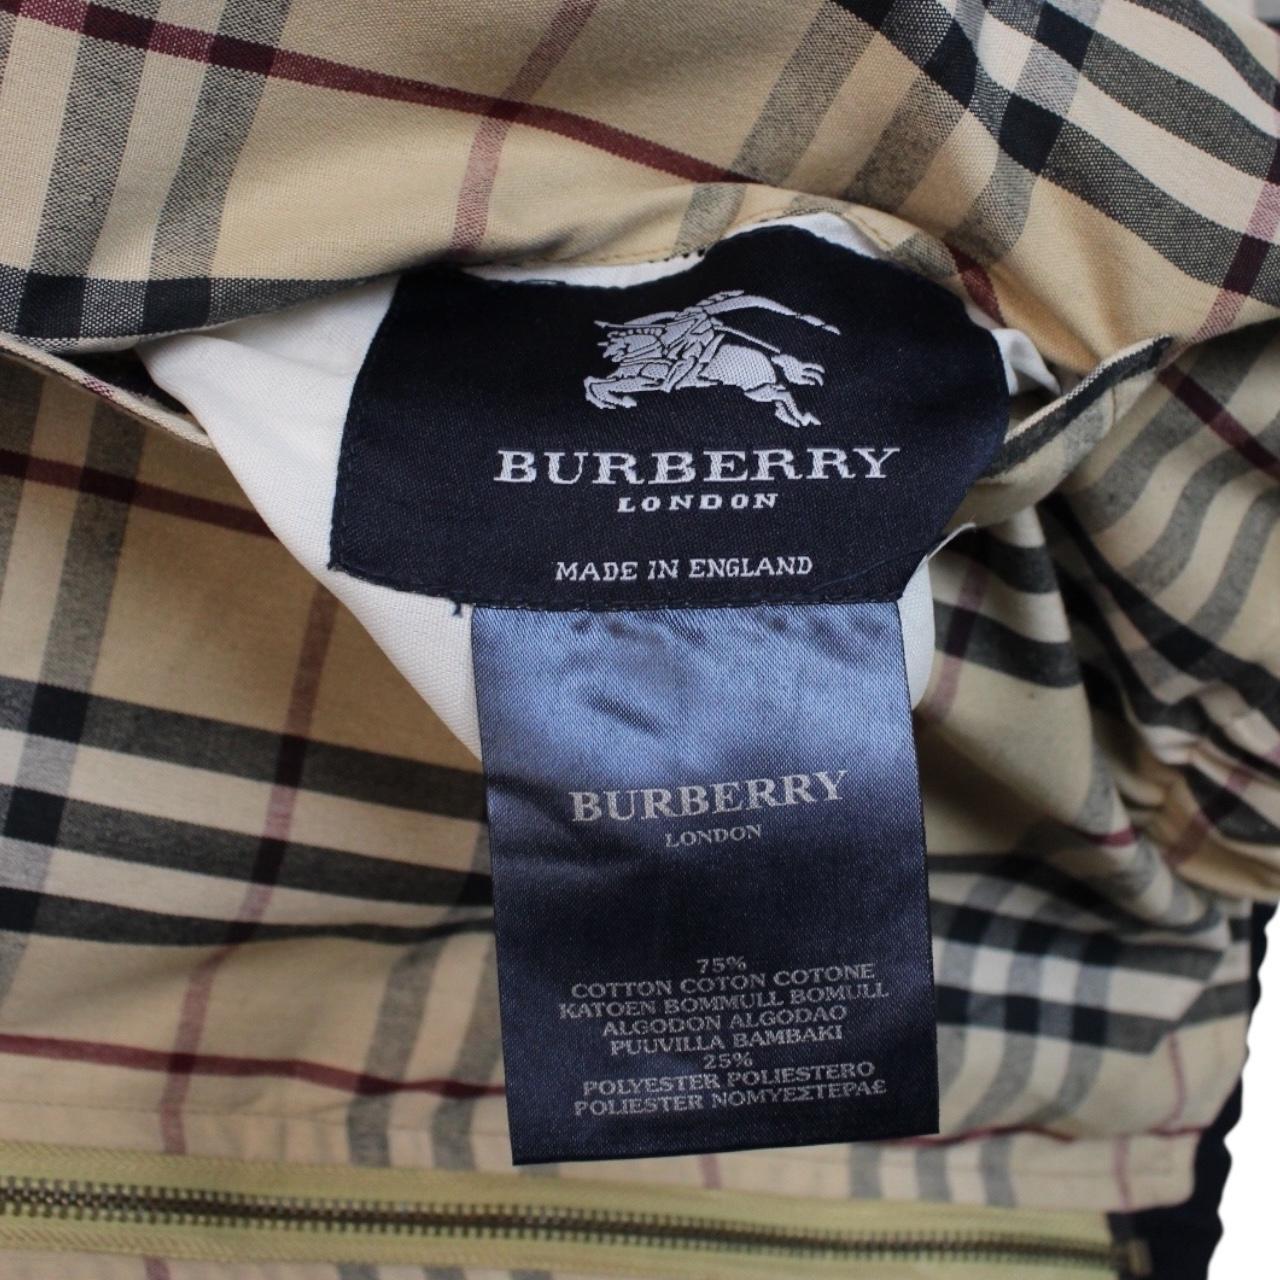 BURBERRY
LONDON
MADE IN ENGLAND
BURBERRY
LONDON
75%
COTTON COTON COTONE
KATOEN BOMMULL BOMULL
ALGODON ALGODAO
PUUVILLA BAMBAKI
25%
POLYESTER POLIESTERO
POLIESTER ΝΟΜΥΕΣΤΕΡΑ£